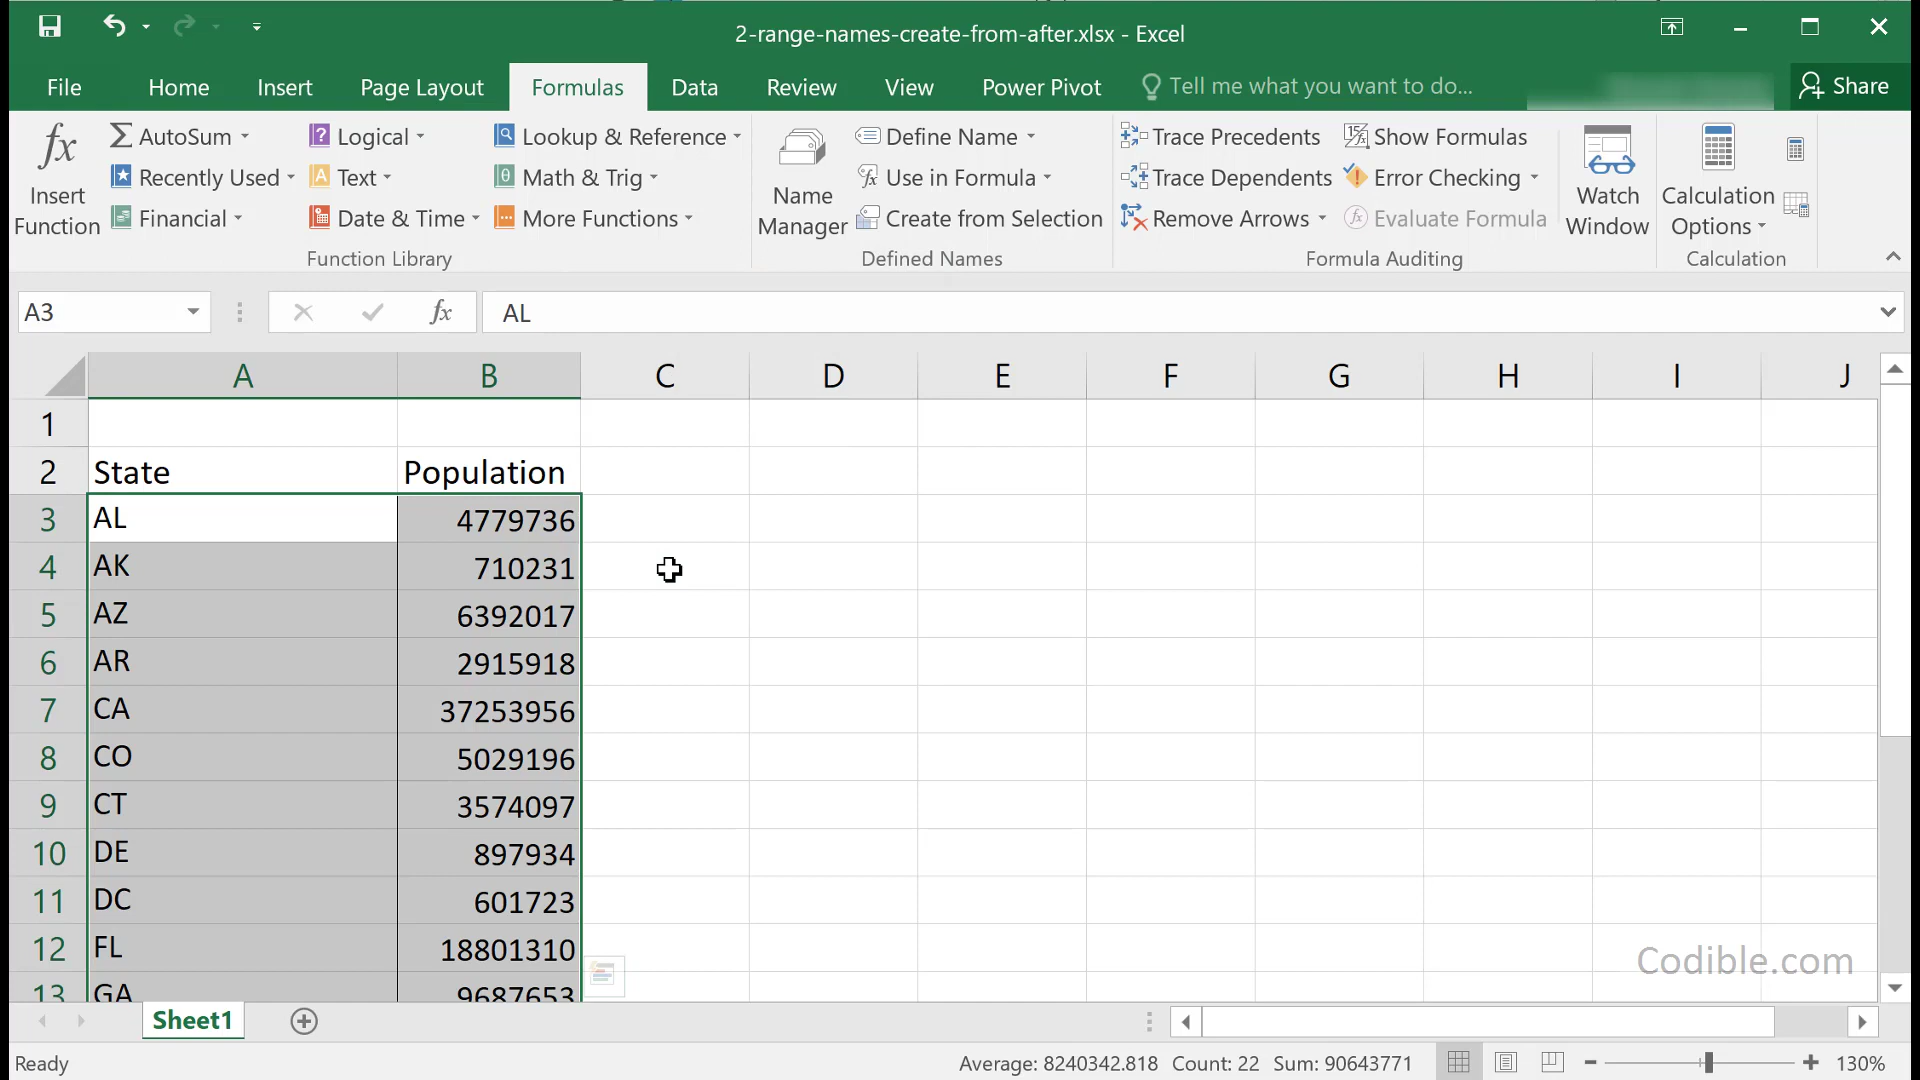 2-range-names-create-from-after.xlsx - Excel
File Home Insert Page Layout Formulas Data Review View Power Pivot Tell me what you want to do... Share
fx AutoSum Logical Lookup & Reference Define Name Trace Precedents Show Formulas
Recently Used Text Math & Trig Use in Formula Trace Dependents Error Checking
Insert Function Financial Date & Time More Functions Name Manager Create from Selection Remove Arrows Evaluate Formula Watch Window Calculation Options
Function Library Defined Names Formula Auditing Calculation
A3 fx AL
A B C D E F G H I J
1
2 State Population
3 AL 4779736
4 AK 710231
5 AZ 6392017
6 AR 2915918
7 CA 37253956
8 CO 5029196
9 CT 3574097
10 DE 897934
11 DC 601723
12 FL 18801310
13 GA 9687653
Codible.com
Sheet1
Ready Average: 8240342.818 Count: 22 Sum: 90643771 130%